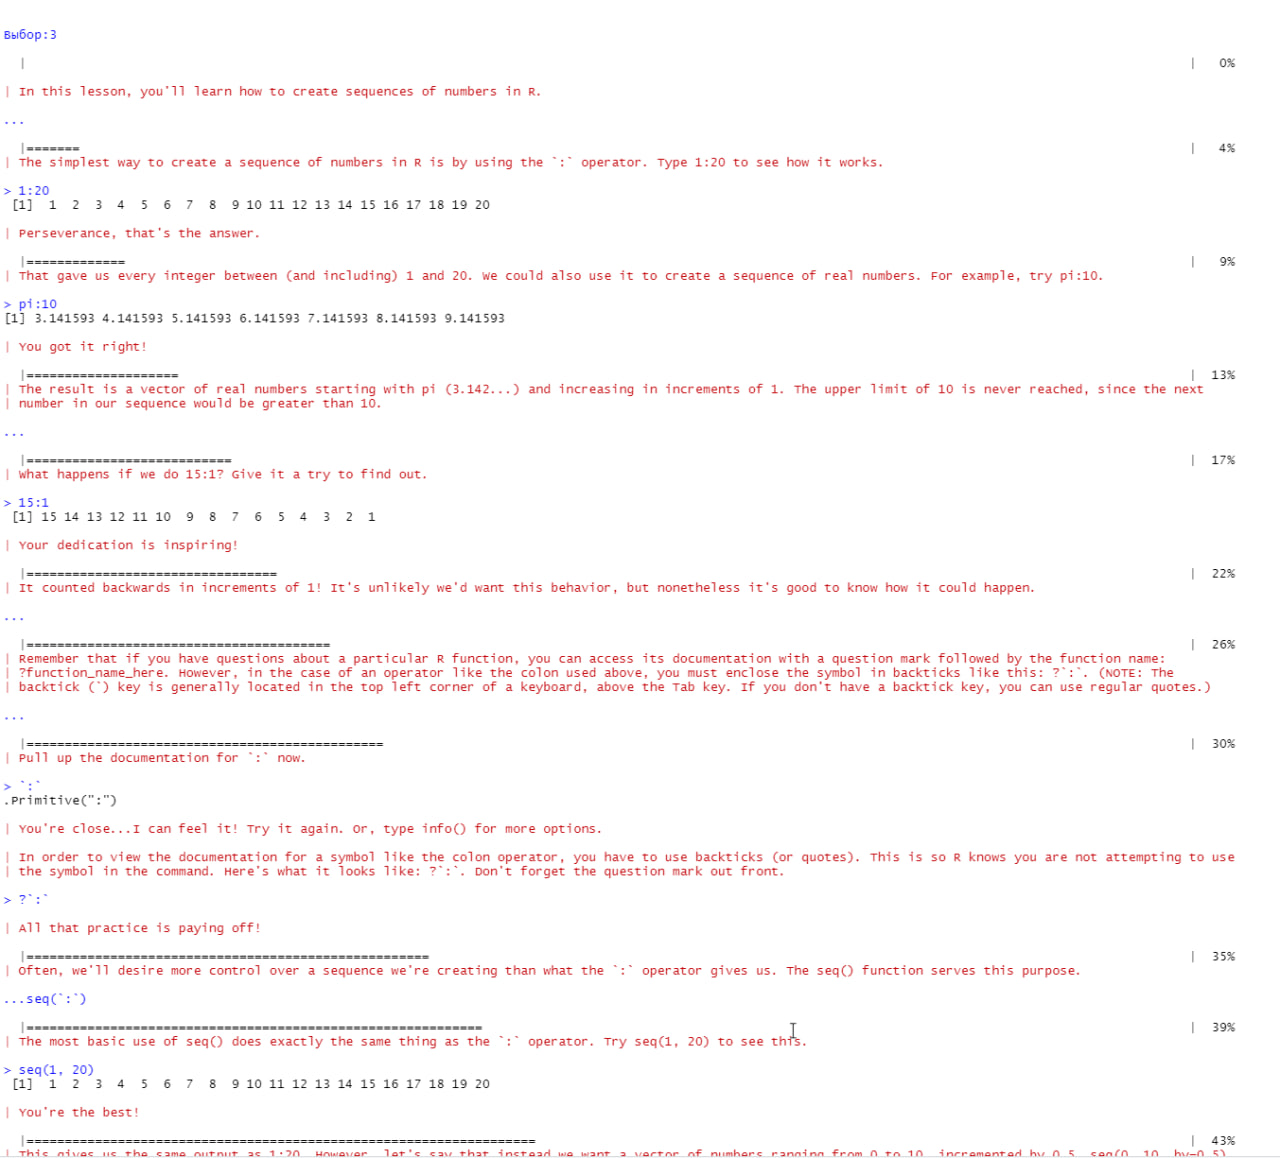 Выбор:3
| | 0%
| In this lesson, you'll learn how to create sequences of numbers in R.
...
|======= | 4%
| The simplest way to create a sequence of numbers in R is by using the `:` operator. Type 1:20 to see how it works.
> 1:20
[1] 1 2 3 4 5 6 7 8 9 10 11 12 13 14 15 16 17 18 19 20
| Perseverance, that's the answer.
|============= | 9%
| That gave us every integer between (and including) 1 and 20. We could also use it to create a sequence of real numbers. For example, try pi:10.
> pi:10
[1] 3.141593 4.141593 5.141593 6.141593 7.141593 8.141593 9.141593
| You got it right!
|==================== | 13%
| The result is a vector of real numbers starting with pi (3.142...) and increasing in increments of 1. The upper limit of 10 is never reached, since the next
| number in our sequence would be greater than 10.
...
|=========================== | 17%
| What happens if we do 15:1? Give it a try to find out.
> 15:1
[1] 15 14 13 12 11 10 9 8 7 6 5 4 3 2 1
| Your dedication is inspiring!
|================================= | 22%
| It counted backwards in increments of 1! It's unlikely we'd want this behavior, but nonetheless it's good to know how it could happen.
...
|======================================== | 26%
| Remember that if you have questions about a particular R function, you can access its documentation with a question mark followed by the function name:
| ?function_name_here. However, in the case of an operator like the colon used above, you must enclose the symbol in backticks like this: ?`:`. (NOTE: The
| backtick (`) key is generally located in the top left corner of a keyboard, above the Tab key. If you don't have a backtick key, you can use regular quotes.)
...
|=============================================== | 30%
| Pull up the documentation for `:` now.
> `:`
.Primitive(":")
| You're close...I can feel it! Try it again. Or, type info() for more options.
| In order to view the documentation for a symbol like the colon operator, you have to use backticks (or quotes). This is so R knows you are not attempting to use
| the symbol in the command. Here's what it looks like: ?`:`. Don't forget the question mark out front.
> ?`:`
| All that practice is paying off!
|===================================================== | 35%
| Often, we'll desire more control over a sequence we're creating than what the `:` operator gives us. The seq() function serves this purpose.
...seq(`:`)
|============================================================ | 39%
| The most basic use of seq() does exactly the same thing as the `:` operator. Try seq(1, 20) to see this.
> seq(1, 20)
[1] 1 2 3 4 5 6 7 8 9 10 11 12 13 14 15 16 17 18 19 20
| You're the best!
|=================================================================== | 43%
| This gives us the same output as 1:20. However, let's say that instead we want a vector of numbers ranging from 0 to 10, incremented by 0.5. seq(0, 10, by=0.5)